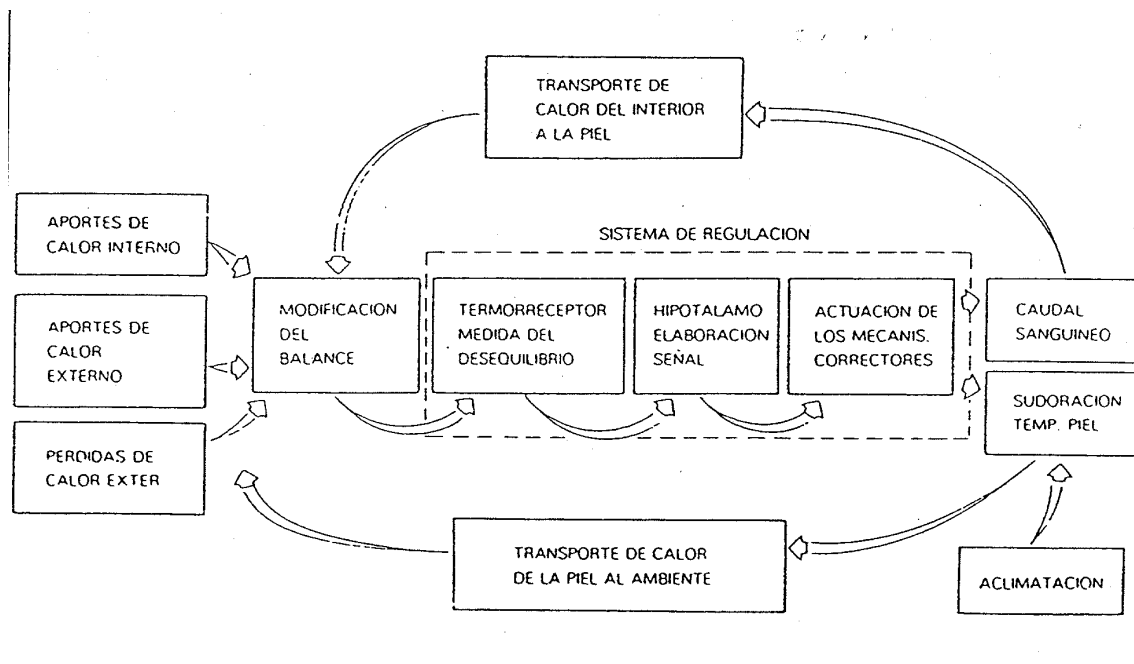 TRANSPORTE DE
CALOR DEL INTERIOR
A LA PIEL
APORTES DE
CALOR INTERNO
SISTEMA DE REGULACION
APORTES DE
CALOR
EXTERNO
MODIFICACION
DEL
BALANCE
TERMORRECEPTOR
MEDIDA DEL
DESEQUILIBRIO
HIPOTALAMO
ELABORACION
SEÑAL
ACTUACION DE
LOS MECANIS.
CORRECTORES
CAUDAL
SANGUINEO
SUDORACION
TEMP. PIEL
PERDIDAS DE
CALOR EXTER
TRANSPORTE DE CALOR
DE LA PIEL AL AMBIENTE
ACLIMATACION